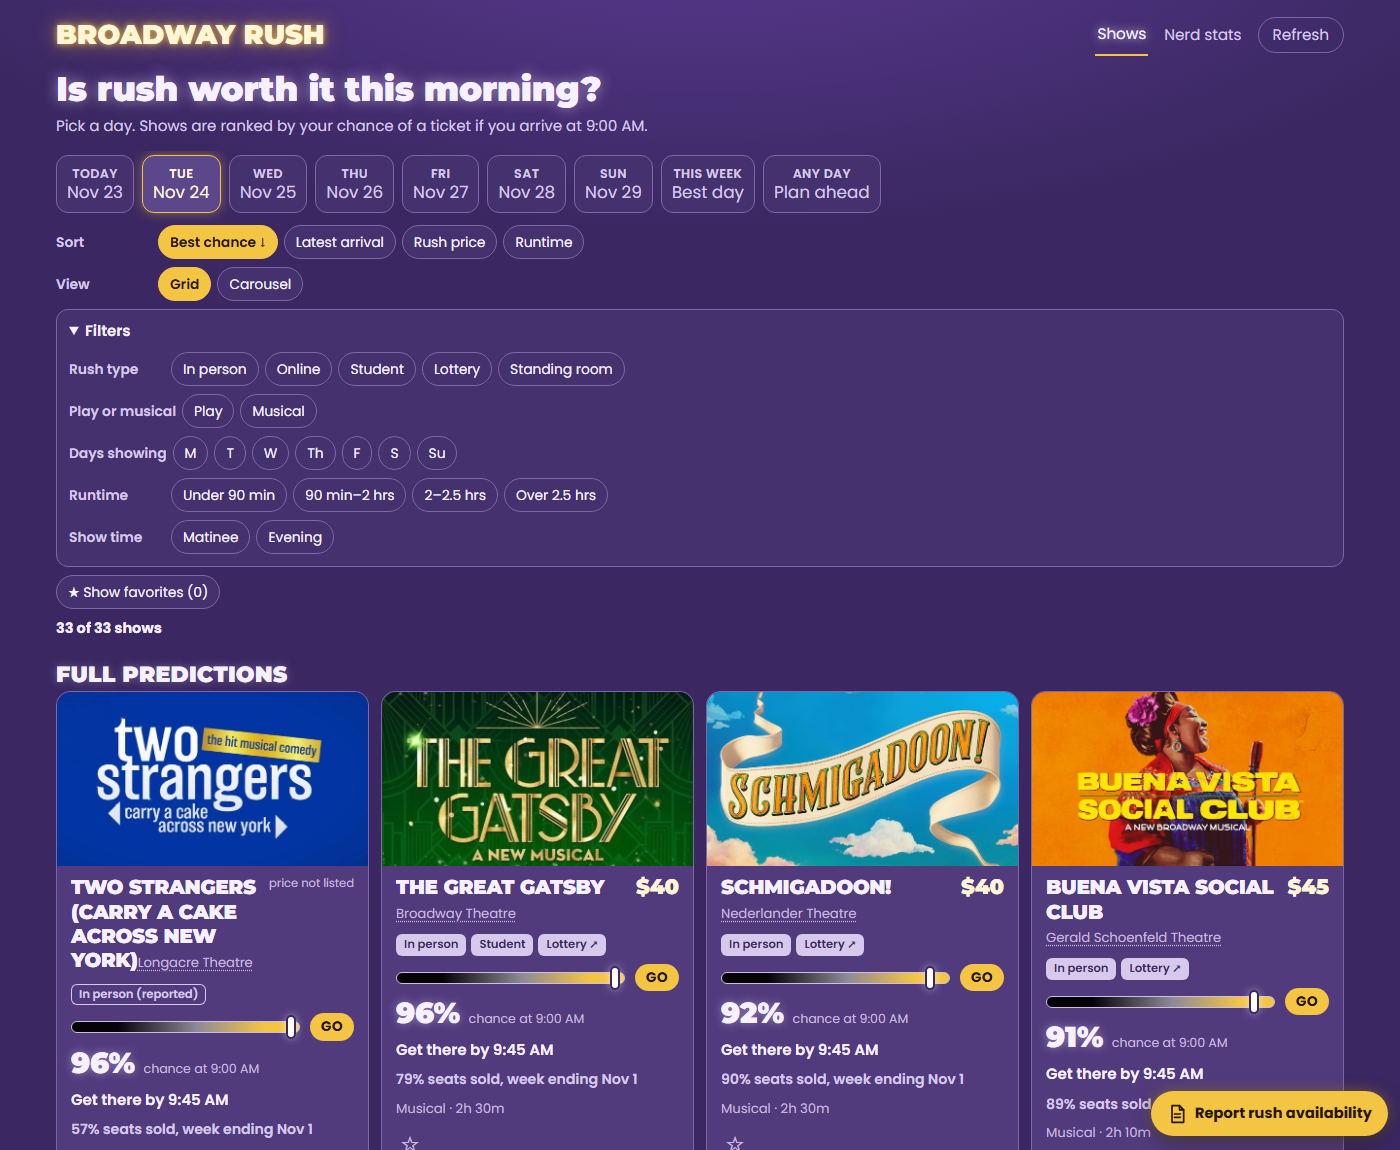 BROADWAY RUSH
Shows
Nerd stats
Refresh
Is rush worth it this morning?
Pick a day. Shows are ranked by your chance of a ticket if you arrive at 9:00 AM.
TODAY
Nov 23
TUE
Nov 24
WED
Nov 25
THU
Nov 26
FRI
Nov 27
SAT
Nov 28
SUN
Nov 29
THIS WEEK
Best day
ANY DAY
Plan ahead
Sort
Best chance ↓
Latest arrival
Rush price
Runtime
View
Grid
Carousel
▼ Filters
Rush type
In person
Online
Student
Lottery
Standing room
Play or musical
Play
Musical
Days showing
M
T
W
Th
F
S
Su
Runtime
Under 90 min
90 min–2 hrs
2–2.5 hrs
Over 2.5 hrs
Show time
Matinee
Evening
★ Show favorites (0)
33 of 33 shows
FULL PREDICTIONS
two
the hit musical comedy
strangers
carry a cake
across new york
TWO STRANGERS
(CARRY A CAKE
ACROSS NEW
YORK)
price not listed
Longacre Theatre
In person (reported)
GO
96% chance at 9:00 AM
Get there by 9:45 AM
57% seats sold, week ending Nov 1
THE GREAT
GATSBY
A NEW MUSICAL
THE GREAT GATSBY
$40
Broadway Theatre
In person
Student
Lottery ↗
GO
96% chance at 9:00 AM
Get there by 9:45 AM
79% seats sold, week ending Nov 1
Musical · 2h 30m
☆
SCHMIGADOON!
SCHMIGADOON!
$40
Nederlander Theatre
In person
Lottery ↗
GO
92% chance at 9:00 AM
Get there by 9:45 AM
90% seats sold, week ending Nov 1
Musical · 2h 30m
☆
BUENA VISTA
SOCIAL CLUB
A NEW BROADWAY MUSICAL
BUENA VISTA SOCIAL
CLUB
$45
Gerald Schoenfeld Theatre
In person
Lottery ↗
GO
91% chance at 9:00 AM
Get there by 9:45 AM
89% seats sold
Musical · 2h 10m
Report rush availability